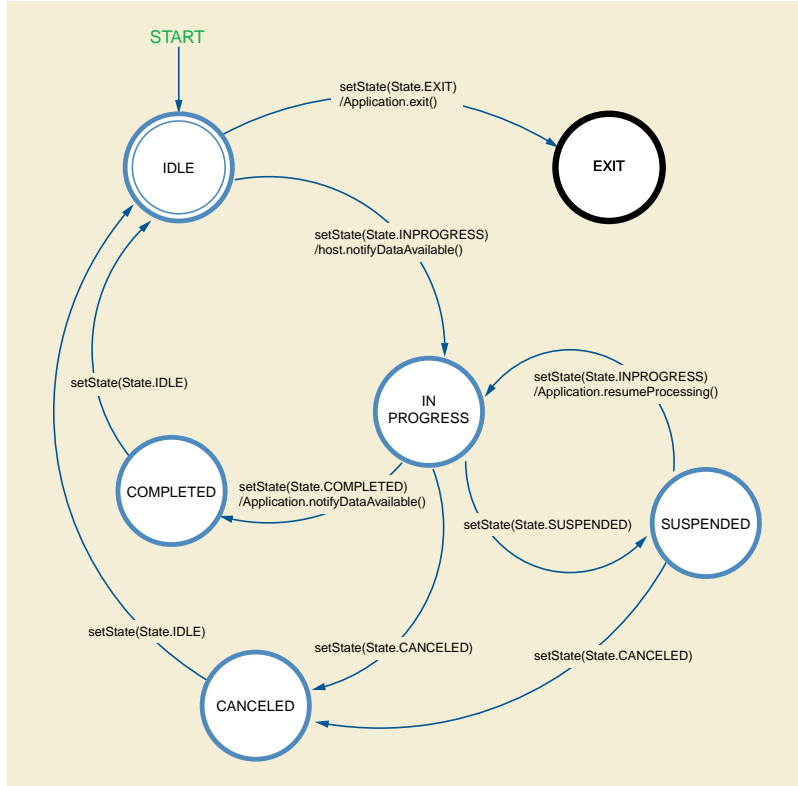 START
setState(State.EXIT)
/Application.exit()
IDLE
EXIT
setState(State.INPROGRESS)
/host.notifyDataAvailable()
setState(State.IDLE)
IN
PROGRESS
setState(State.INPROGRESS)
/Application.resumeProcessing()
COMPLETED
setState(State.COMPLETED)
/Application.notifyDataAvailable()
setState(State.SUSPENDED)
SUSPENDED
setState(State.IDLE)
setState(State.CANCELED)
setState(State.CANCELED)
CANCELED